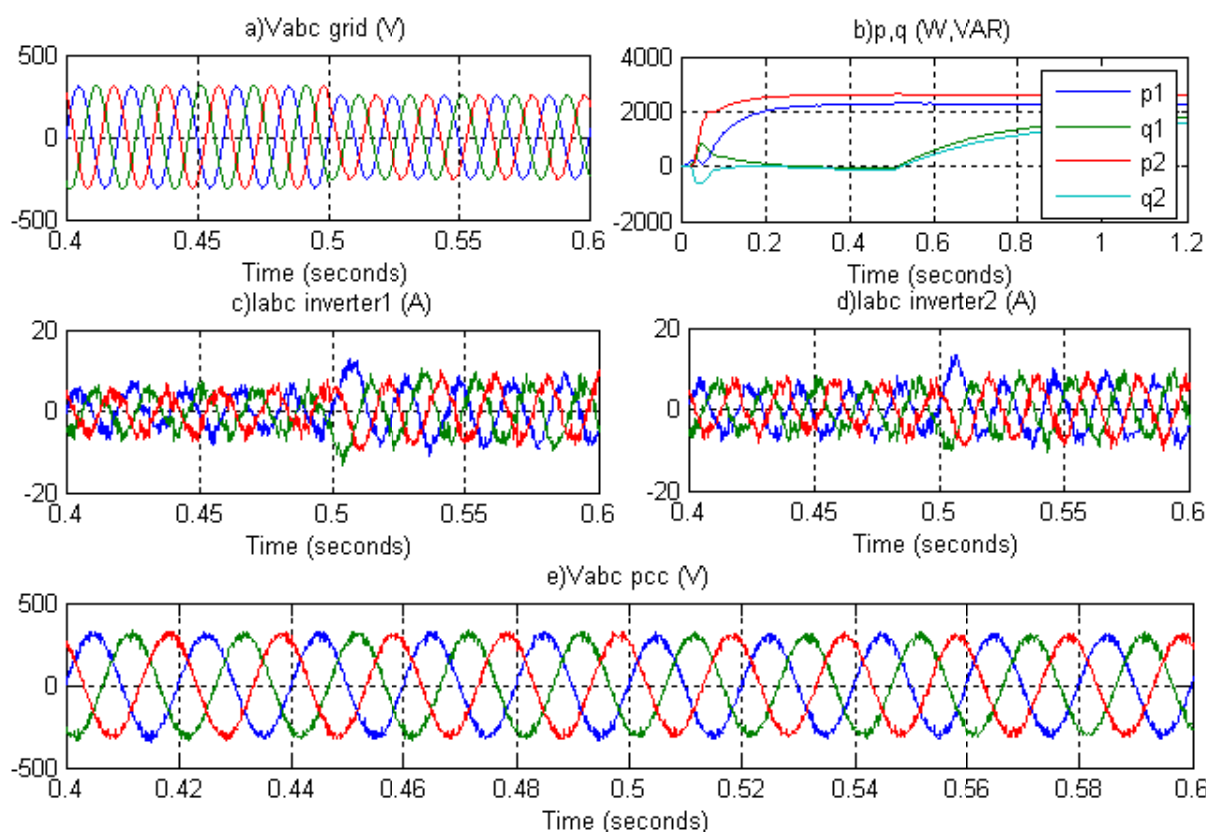 a)Vabc grid (V)
500
0
-500
0.4 0.45 0.5 0.55 0.6
Time (seconds)
b)p,q (W,VAR)
4000
2000
0
-2000
0 0.2 0.4 0.6 0.8 1 1.2
p1
q1
p2
q2
Time (seconds)
c)Iabc inverter1 (A)
20
0
-20
0.4 0.45 0.5 0.55 0.6
Time (seconds)
d)Iabc inverter2 (A)
20
0
-20
0.4 0.45 0.5 0.55 0.6
Time (seconds)
e)Vabc pcc (V)
500
0
-500
0.4 0.42 0.44 0.46 0.48 0.5 0.52 0.54 0.56 0.58 0.6
Time (seconds)